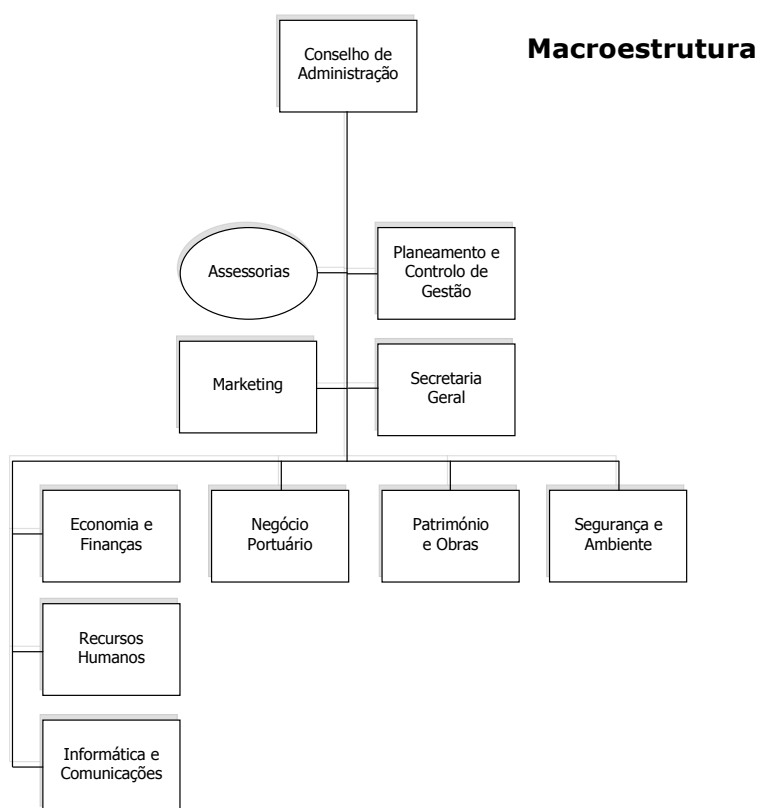 Macroestrutura
Conselho de
Administração
Assessorias
Planeamento e
Controlo de
Gestão
Marketing
Secretaria
Geral
Economia e
Finanças
Negócio
Portuário
Património
e Obras
Segurança e
Ambiente
Recursos
Humanos
Informática e
Comunicações